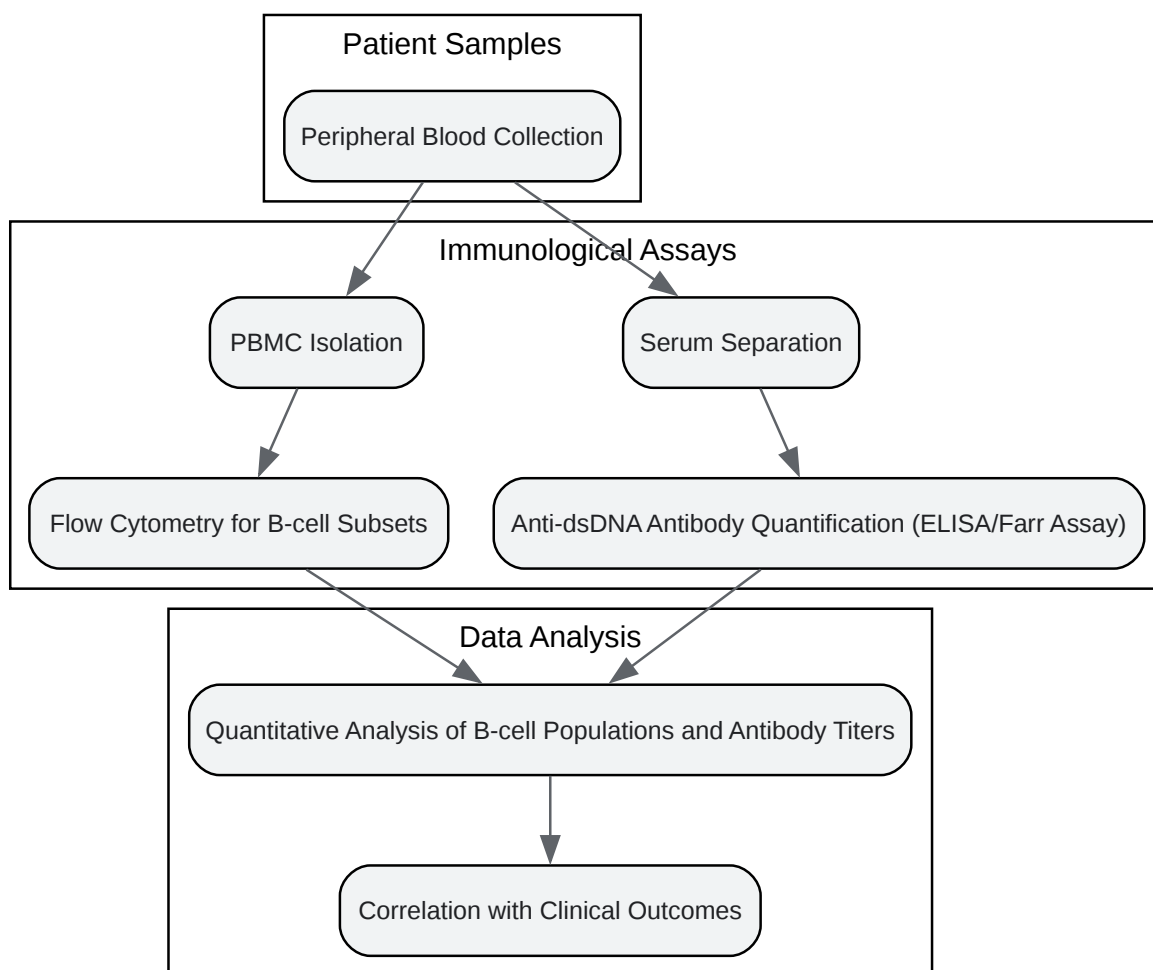 Patient Samples
Peripheral Blood Collection
Immunological Assays
PBMC Isolation
Serum Separation
Flow Cytometry for B-cell Subsets
Anti-dsDNA Antibody Quantification (ELISA/Farr Assay)
Data Analysis
Quantitative Analysis of B-cell Populations and Antibody Titers
Correlation with Clinical Outcomes